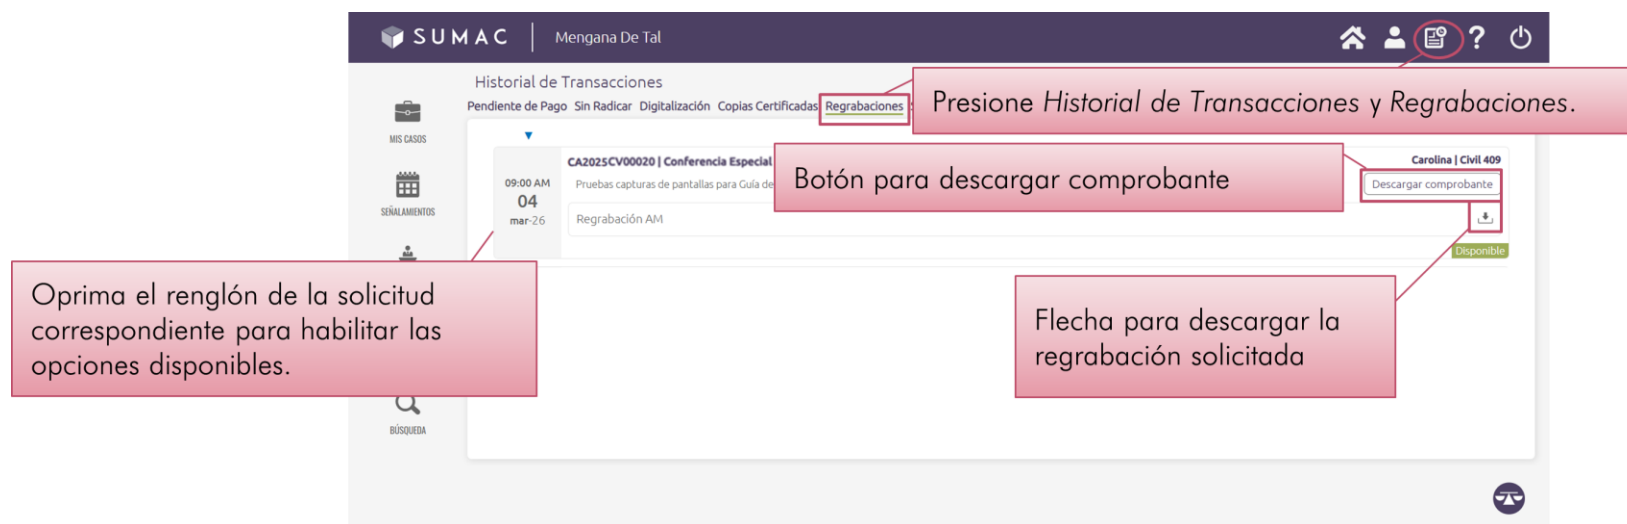 SUMAC
Mengana De Tal
Historial de Transacciones
Pendiente de Pago Sin Radicar Digitalización Copias Certificadas Regrabaciones
Presione Historial de Transacciones y Regrabaciones.
MIS CASOS
CA2025CV00020 | Conferencia Especial
Carolina | Civil 409
Botón para descargar comprobante
09:00 AM
Pruebas capturas de pantallas para Guía de
Descargar comprobante
04
SEÑALAMIENTOS
mar-26
Regrabación AM
Disponible
Oprima el renglón de la solicitud
correspondiente para habilitar las
opciones disponibles.
Flecha para descargar la
regrabación solicitada
BÚSQUEDA